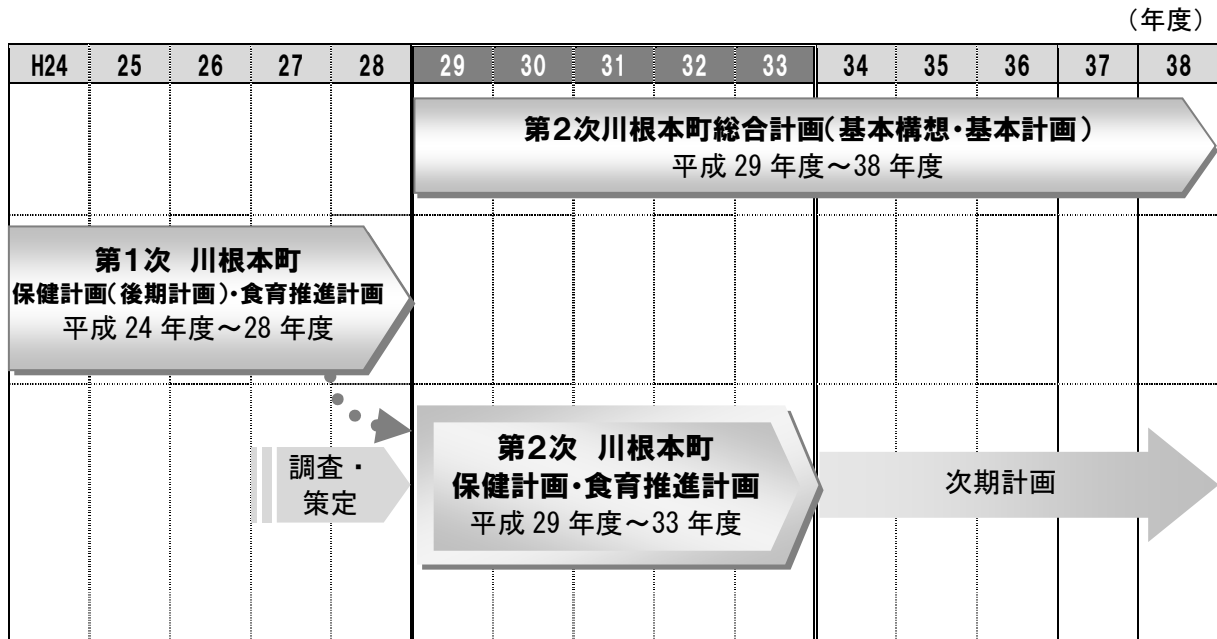 （年度）
H24 25 26 27 28 29 30 31 32 33 34 35 36 37 38
第2次川根本町総合計画（基本構想・基本計画）
平成 29 年度～38 年度
第1次 川根本町
保健計画（後期計画）・食育推進計画
平成 24 年度～28 年度
調査・
策定
第2次 川根本町
保健計画・食育推進計画
平成 29 年度～33 年度
次期計画